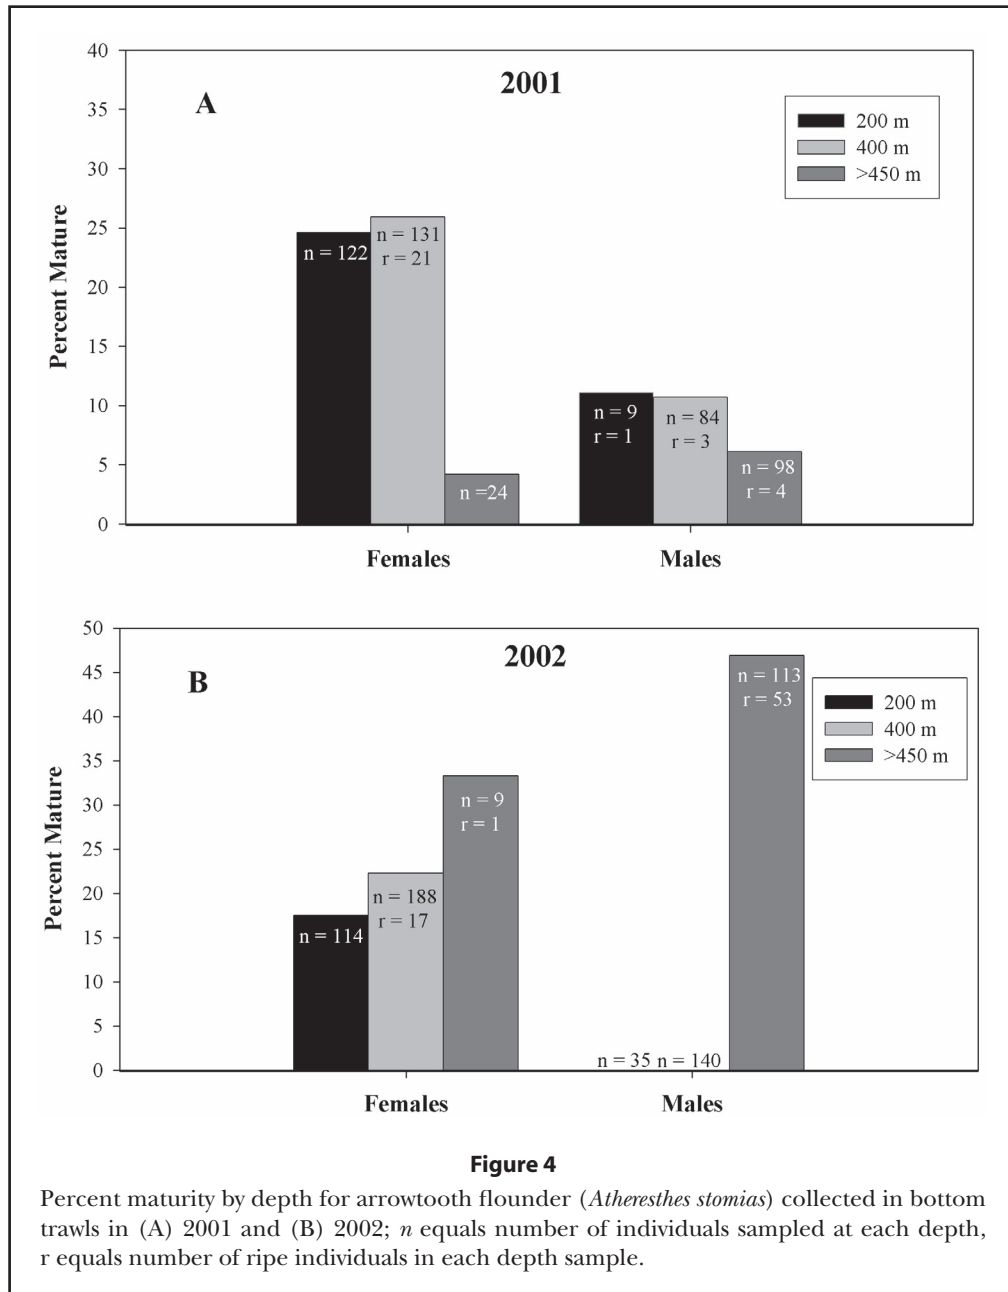 2001
A
200 m
400 m
>450 m
Percent Mature
40
35
30
25
20
15
10
5
0
n = 122
n = 131
r = 21
n =24
n = 9
r = 1
n = 84
r = 3
n = 98
r = 4
Females
Males
2002
B
200 m
400 m
>450 m
Percent Mature
50
45
40
35
30
25
20
15
10
5
0
n = 114
n = 188
r = 17
n = 9
r = 1
n = 35 n = 140
n = 113
r = 53
Females
Males
Figure 4
Percent maturity by depth for arrowtooth flounder (Atheresthes stomias) collected in bottom
trawls in (A) 2001 and (B) 2002; n equals number of individuals sampled at each depth,
r equals number of ripe individuals in each depth sample.